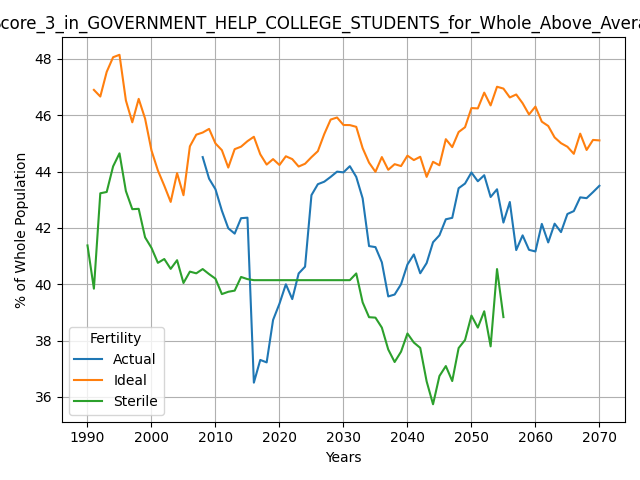 core_3_in_GOVERNMENT_HELP_COLLEGE_STUDENTS_for_Whole_Above_Avera
48
46
44
42
40
38
36
% of Whole Population
Fertility
Actual
Ideal
Sterile
1990 2000 2010 2020 2030 2040 2050 2060 2070
Years